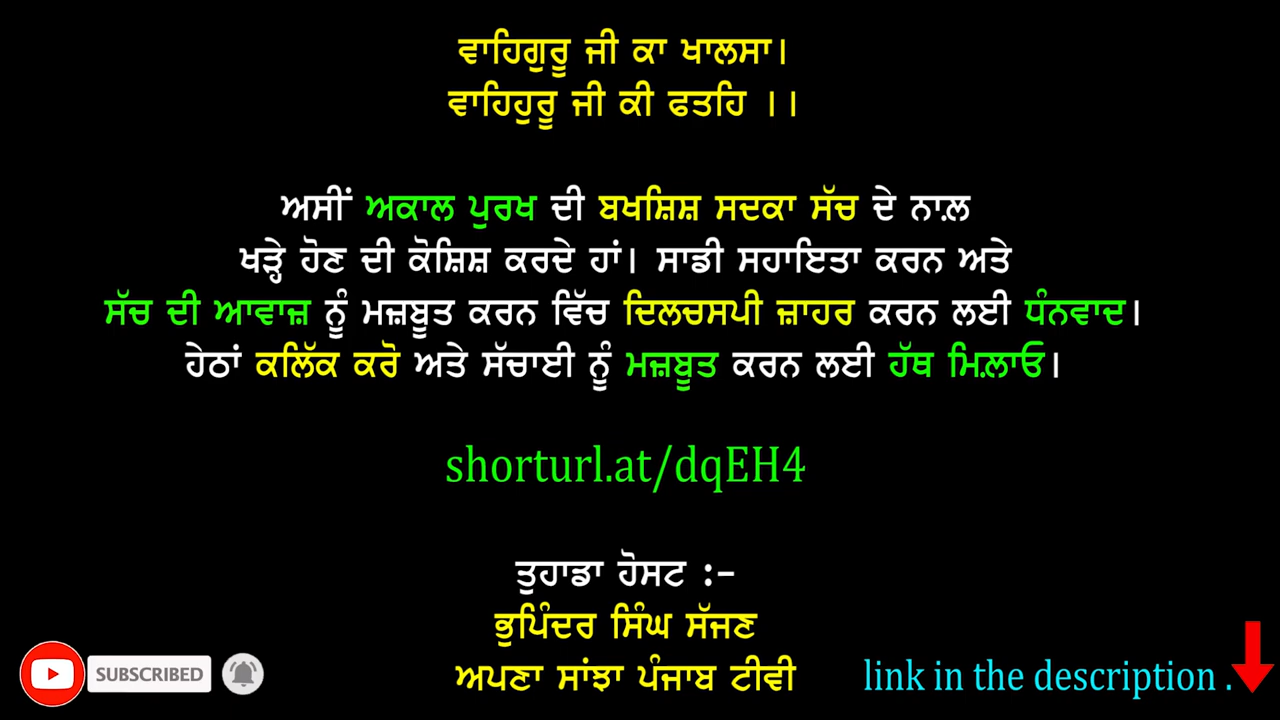 ਵਾਹਿਗੁਰੂ ਜੀ ਕਾ ਖਾਲਸਾ।
ਵਾਹਿਹੁਰੂ ਜੀ ਕੀ ਫਤਹਿ ।।
ਅਸੀਂ ਅਕਾਲ ਪੁਰਖ ਦੀ ਬਖਸ਼ਿਸ਼ ਸਦਕਾ ਸੱਚ ਦੇ ਨਾਲ਼
ਖੜ੍ਹੇ ਹੋਣ ਦੀ ਕੋਸ਼ਿਸ਼ ਕਰਦੇ ਹਾਂ। ਸਾਡੀ ਸਹਾਇਤਾ ਕਰਨ ਅਤੇ
ਸੱਚ ਦੀ ਆਵਾਜ਼ ਨੂੰ ਮਜ਼ਬੂਤ ਕਰਨ ਵਿੱਚ ਦਿਲਚਸਪੀ ਜ਼ਾਹਰ ਕਰਨ ਲਈ ਧੰਨਵਾਦ।
ਹੇਠਾਂ ਕਲਿੱਕ ਕਰੋ ਅਤੇ ਸੱਚਾਈ ਨੂੰ ਮਜ਼ਬੂਤ ਕਰਨ ਲਈ ਹੱਥ ਮਿਲ਼ਾਓ।
shorturl.at/dqEH4
ਤੁਹਾਡਾ ਹੋਸਟ :-
ਭੁਪਿੰਦਰ ਸਿੰਘ ਸੱਜਣ
ਅਪਣਾ ਸਾਂਝਾ ਪੰਜਾਬ ਟੀਵੀ
SUBSCRIBED
link in the description .